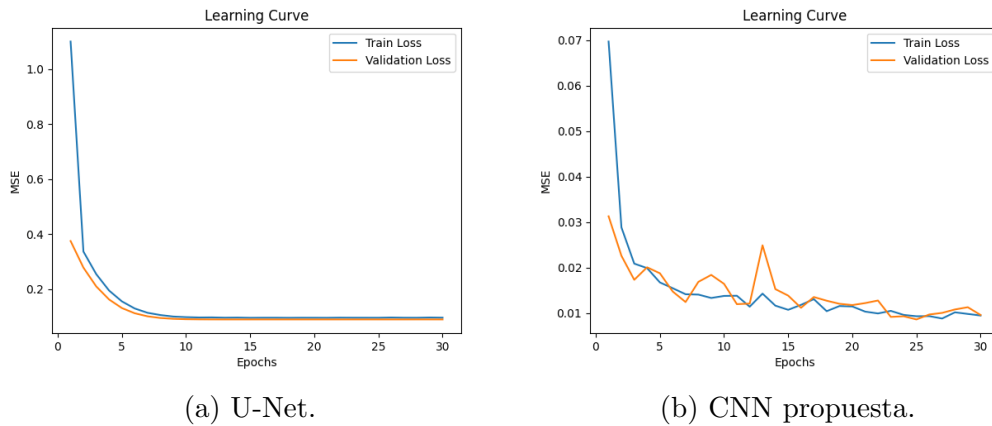 Learning Curve
Train Loss
Validation Loss
1.0
0.8
0.6
0.4
0.2
MSE
0
5
10
15
20
25
30
Epochs
(a) U-Net.
Learning Curve
Train Loss
Validation Loss
0.07
0.06
0.05
0.04
0.03
0.02
0.01
MSE
0
5
10
15
20
25
30
Epochs
(b) CNN propuesta.